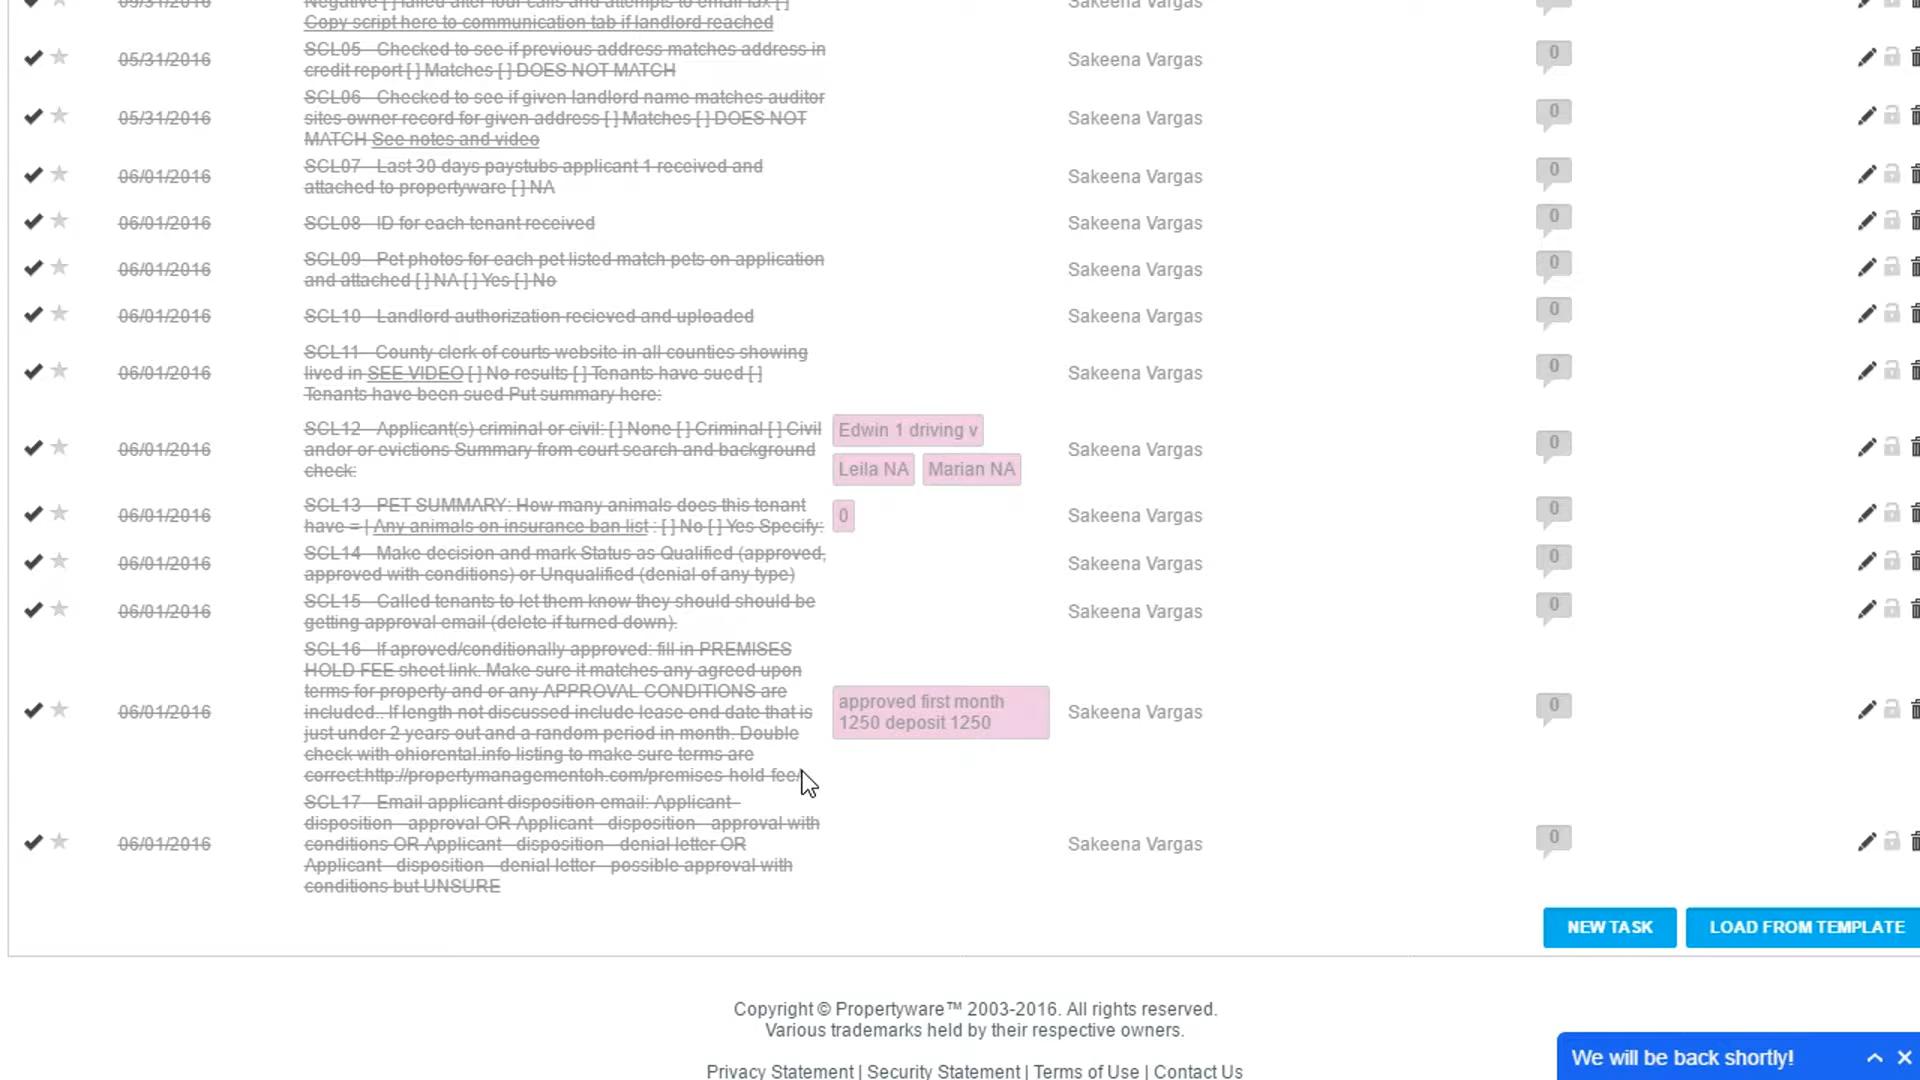 09/31/2016 Negative [ ] failed after four calls and attempts to email fax [ ] Sakeena Vargas
Copy script here to communication tab if landlord reached
05/31/2016 SCL05 - Checked to see if previous address matches address in credit report [ ] Matches [ ] DOES NOT MATCH Sakeena Vargas 0
05/31/2016 SCL06 - Checked to see if given landlord name matches auditor
sites owner record for given address [ ] Matches [ ] DOES NOT Sakeena Vargas 0
MATCH See notes and video
SCL07 - Last 30 days paystubs applicant 1 received and
06/01/2016 attached to propertyware [ ] NA Sakeena Vargas 0
06/01/2016 SCL08 - ID for each tenant received Sakeena Vargas 0
SCL09 - Pet photos for each pet listed match pets on application
06/01/2016 and attached [ ] NA [ ] Yes [ ] No Sakeena Vargas 0
06/01/2016 SCL10 - Landlord authorization recieved and uploaded Sakeena Vargas 0
SCL11 - County clerk of courts website in all counties showing
06/01/2016 lived in SEE VIDEO [ ] No results [ ] Tenants have sued [ ] Sakeena Vargas 0
Tenants have been sued Put summary here:
SCL12 - Applicant(s) criminal or civil: [ ] None [ ] Criminal [ ] Civil Edwin 1 driving v
06/01/2016 andor or evictions Summary from court search and background Sakeena Vargas 0
check: Leila NA Marian NA
SCL13 - PET SUMMARY: How many animals does this tenant
06/01/2016 have = | Any animals on insurance ban list : [ ] No [ ] Yes Specify: 0 Sakeena Vargas 0
SCL14 - Make decision and mark Status as Qualified (approved,
06/01/2016 approved with conditions) or Unqualified (denial of any type) Sakeena Vargas 0
SCL15 - Called tenants to let them know they should should be
06/01/2016 getting approval email (delete if turned down). Sakeena Vargas 0
SCL16 - If aproved/conditionally approved: fill in PREMISES
HOLD FEE sheet link. Make sure it matches any agreed upon
terms for property and or any APPROVAL CONDITIONS are approved first month
06/01/2016 included.. If length not discussed include lease end date that is 1250 deposit 1250 Sakeena Vargas 0
just under 2 years out and a random period in month. Double
check with ohiorental.info listing to make sure terms are
correct:http://propertymanagementoh.com/premises-hold-fee/
SCL17 - Email applicant disposition email: Applicant -
disposition - approval OR Applicant - disposition - approval with
06/01/2016 conditions OR Applicant - disposition - denial letter OR Sakeena Vargas 0
Applicant - disposition - denial letter - possible approval with
conditions but UNSURE
NEW TASK LOAD FROM TEMPLATE
Copyright © Propertyware™ 2003-2016. All rights reserved.
Various trademarks held by their respective owners.
Privacy Statement | Security Statement | Terms of Use | Contact Us
We will be back shortly!